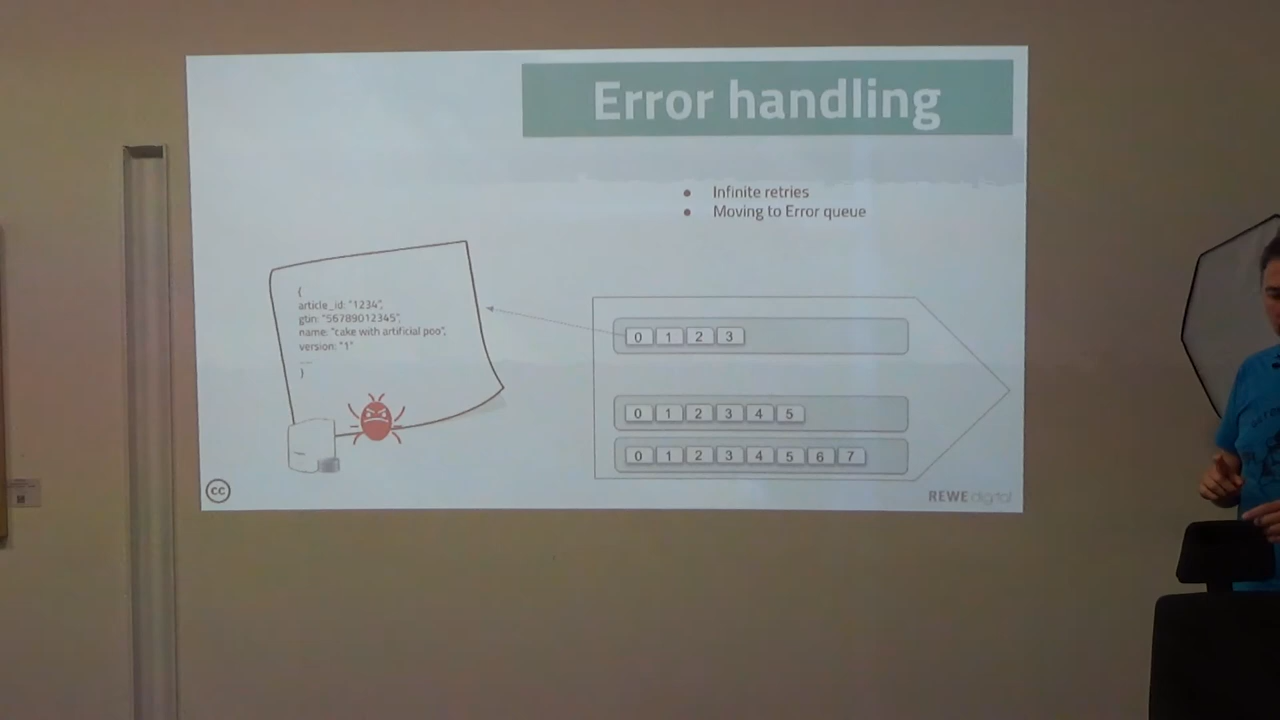 Error handling
Infinite retries
Moving to Error queue
{
article_id: "1234",
gtin: "56789012345",
name: "cake with artificial poo",
version: "1"
...
}
0 1 2 3
0 1 2 3 4 5
0 1 2 3 4 5 6 7
cc
REWE digital